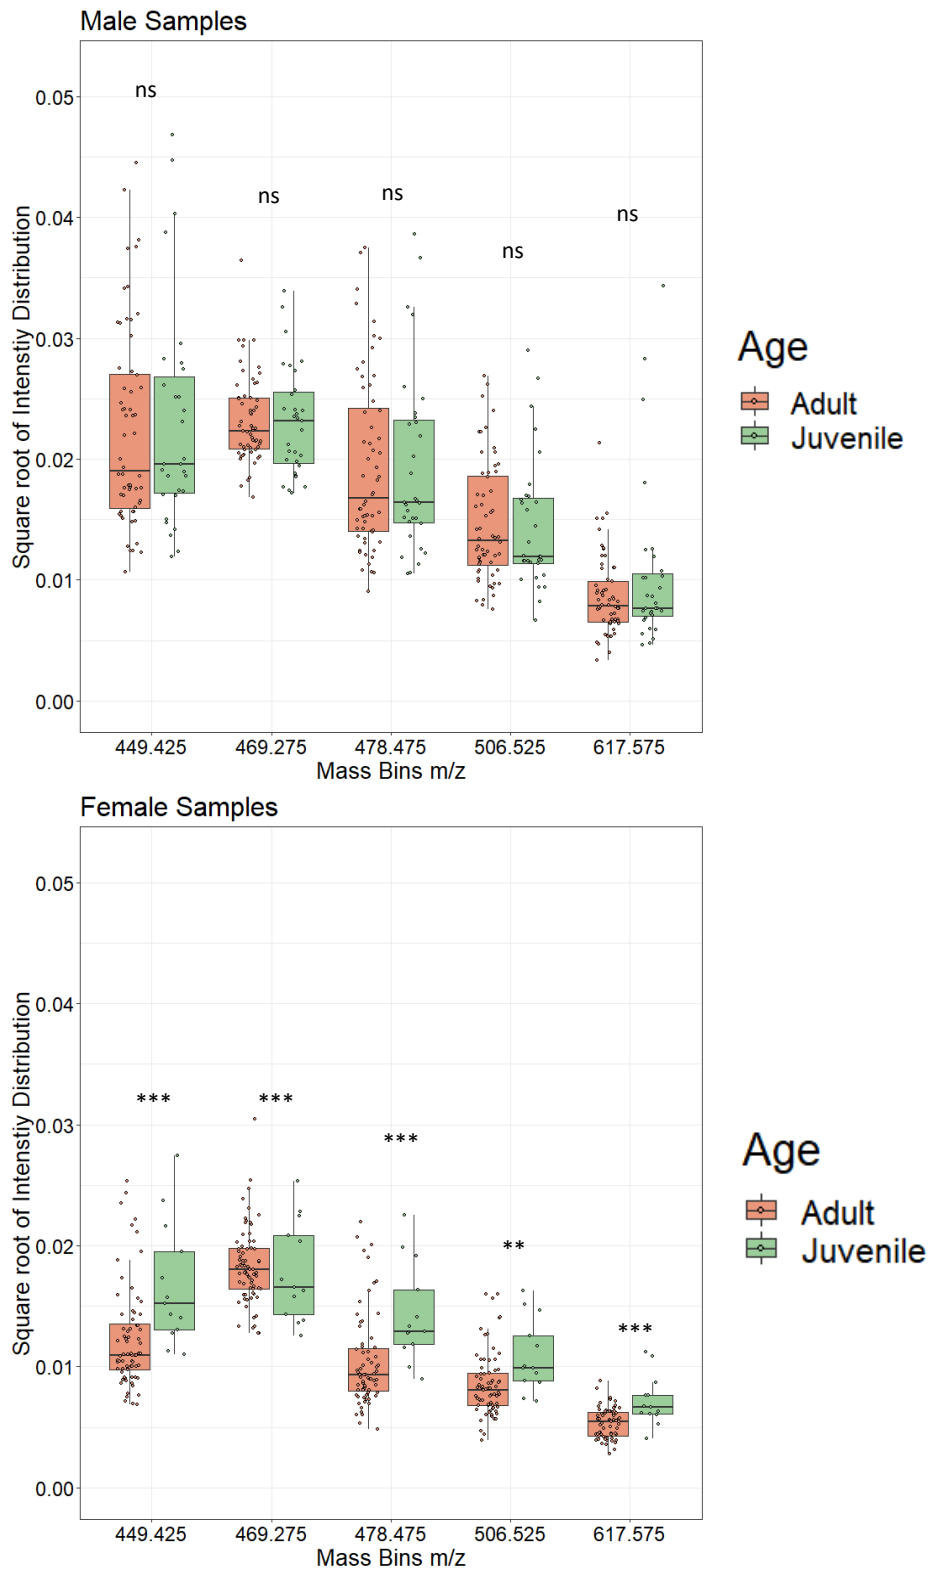 Male Samples
ns
0.05
0.04
ns
ns
ns
ns
0.03
0.02
0.01
0.00
Square root of Intenstiy Distribution
449.425 469.275 478.475 506.525 617.575
Mass Bins m/z
Age
Adult
Juvenile
Female Samples
0.05
0.04
0.03
0.02
0.01
0.00
*** *** *** ** ***
Square root of Intenstiy Distribution
449.425 469.275 478.475 506.525 617.575
Mass Bins m/z
Age
Adult
Juvenile